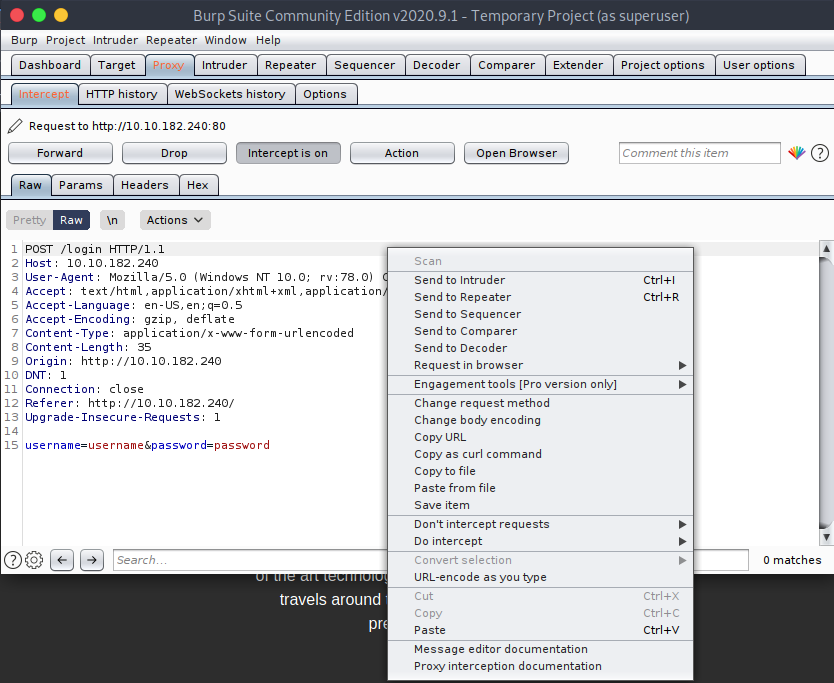 Burp Suite Community Edition v2020.9.1 - Temporary Project (as superuser)
Burp Project Intruder Repeater Window Help
Dashboard Target Proxy Intruder Repeater Sequencer Decoder Comparer Extender Project options User options
Intercept HTTP history WebSockets history Options
Request to http://10.10.182.240:80
Forward Drop Intercept is on Action Open Browser Comment this item ?
Raw Params Headers Hex
Pretty Raw \n Actions
1 POST /login HTTP/1.1
2 Host: 10.10.182.240
3 User-Agent: Mozilla/5.0 (Windows NT 10.0; rv:78.0)
4 Accept: text/html,application/xhtml+xml,application/
5 Accept-Language: en-US,en;q=0.5
6 Accept-Encoding: gzip, deflate
7 Content-Type: application/x-www-form-urlencoded
8 Content-Length: 35
9 Origin: http://10.10.182.240
10 DNT: 1
11 Connection: close
12 Referer: http://10.10.182.240/
13 Upgrade-Insecure-Requests: 1
14
15 username=username&password=password
Scan
Send to Intruder Ctrl+I
Send to Repeater Ctrl+R
Send to Sequencer
Send to Comparer
Send to Decoder
Request in browser
Engagement tools [Pro version only]
Change request method
Change body encoding
Copy URL
Copy as curl command
Copy to file
Paste from file
Save item
Don't intercept requests
Do intercept
Convert selection
URL-encode as you type
Cut Ctrl+X
Copy Ctrl+C
Paste Ctrl+V
Message editor documentation
Proxy interception documentation
? Search... 0 matches
of the art technolog
travels around
pre